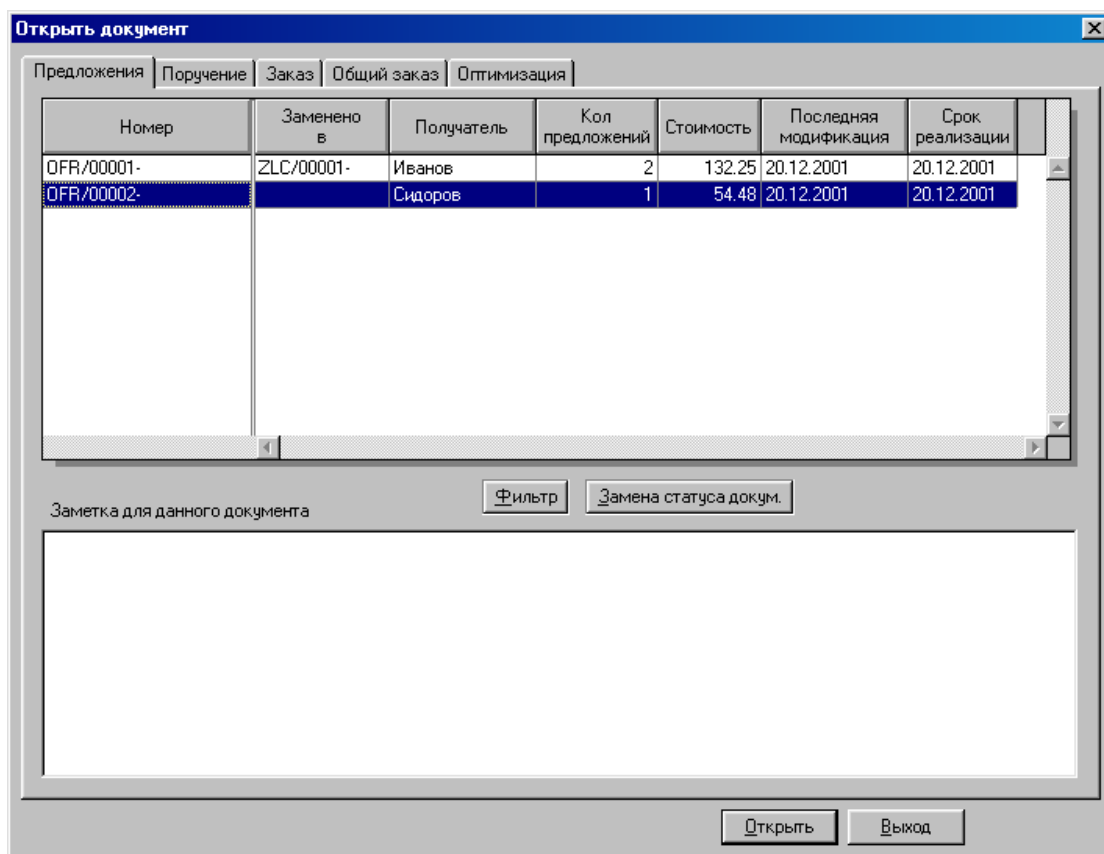 Открыть документ
Предложения Поручение Заказ Общий заказ Оптимизация
Номер Заменено в Получатель Кол предложений Стоимость Последняя модификация Срок реализации
OFR/00001- ZLC/00001- Иванов 2 132.25 20.12.2001 20.12.2001
OFR/00002- Сидоров 1 54.48 20.12.2001 20.12.2001
Фильтр Замена статуса докум.
Заметка для данного документа
Открыть Выход